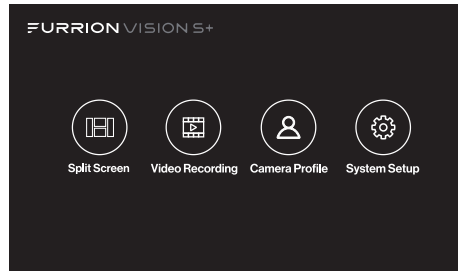 FURRION VISION S+
Split Screen
Video Recording
Camera Profile
System Setup